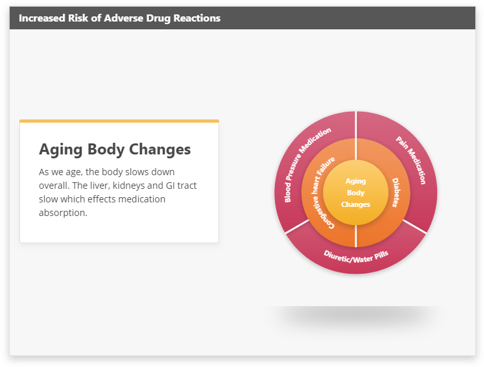 Increased Risk of Adverse Drug Reactions
Aging Body Changes
As we age, the body slows down
overall. The liver, kidneys and GI tract
slow which effects medication
absorption.
Blood Pressure Medication
Pain Medication
Congestive heart Failure
Diabetes
Aging
Body
Changes
Diuretic/Water Pills